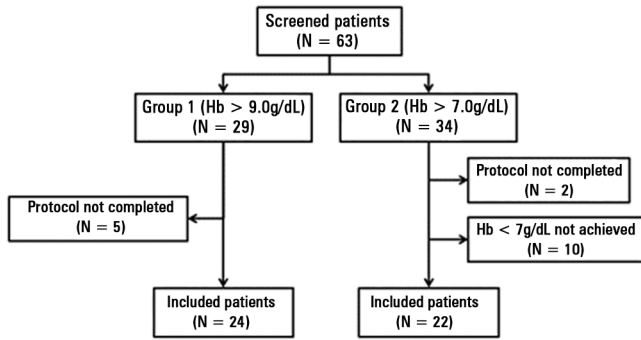 Screened patients
(N = 63)
Group 1 (Hb > 9.0g/dL)
(N = 29)
Group 2 (Hb > 7.0g/dL)
(N = 34)
Protocol not completed
(N = 2)
Protocol not completed
(N = 5)
Hb < 7g/dL not achieved
(N = 10)
Included patients
(N = 24)
Included patients
(N = 22)